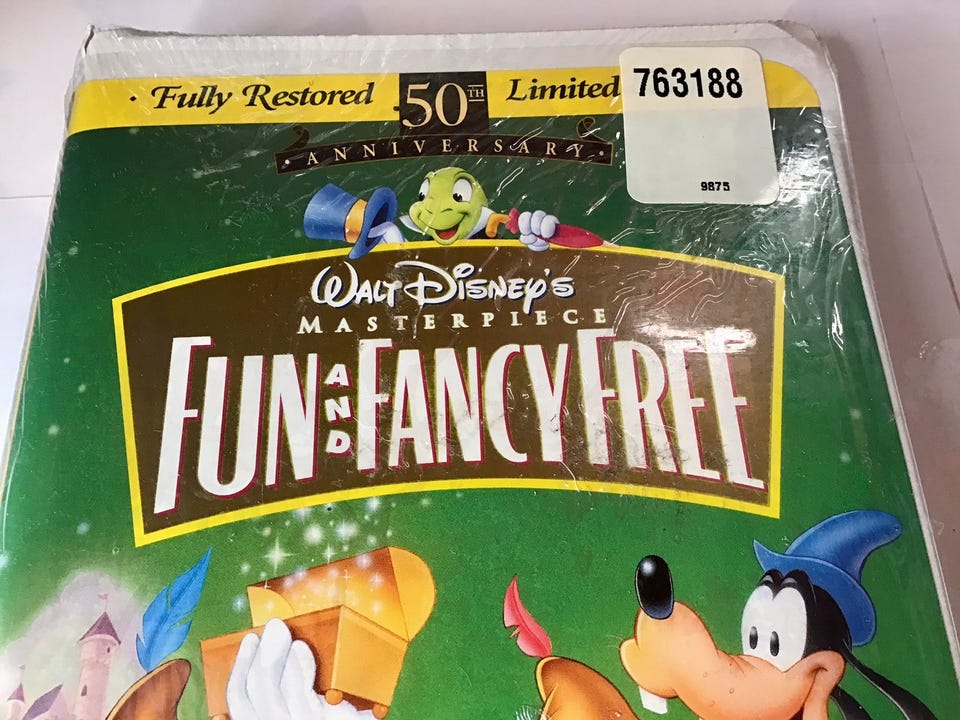 · Fully Restored 50TH Limited
· ANNIVERSARY ·
763188
9875
WALT DISNEY'S
MASTERPIECE
FUN AND FANCY FREE